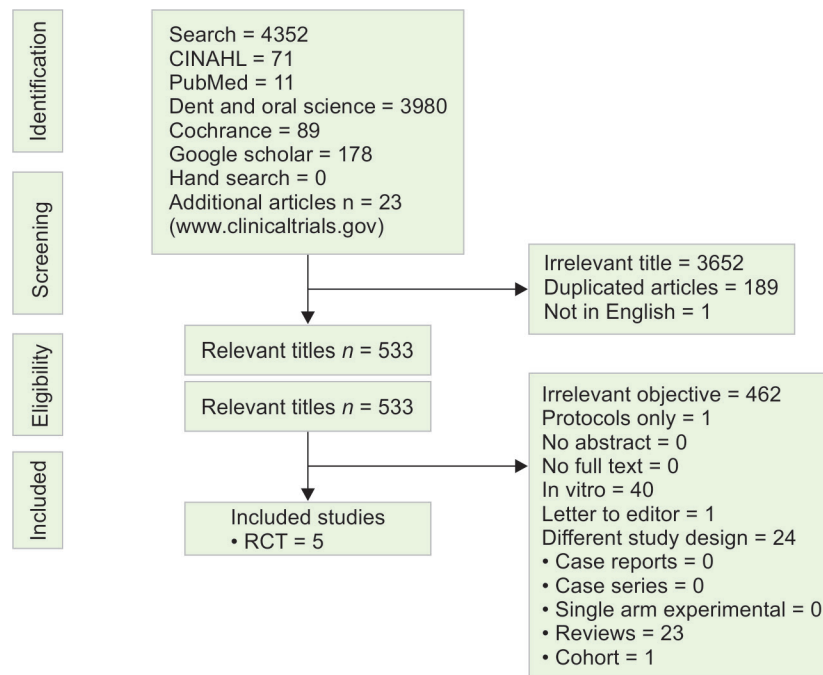 Identification
Search = 4352
CINAHL = 71
PubMed = 11
Dent and oral science = 3980
Cochrance = 89
Google scholar = 178
Hand search = 0
Additional articles n = 23
(www.clinicaltrials.gov)
Screening
Irrelevant title = 3652
Duplicated articles = 189
Not in English = 1
Relevant titles n = 533
Eligibility
Relevant titles n = 533
Irrelevant objective = 462
Protocols only = 1
No abstract = 0
No full text = 0
In vitro = 40
Letter to editor = 1
Different study design = 24
• Case reports = 0
• Case series = 0
• Single arm experimental = 0
• Reviews = 23
• Cohort = 1
Included
Included studies
• RCT = 5